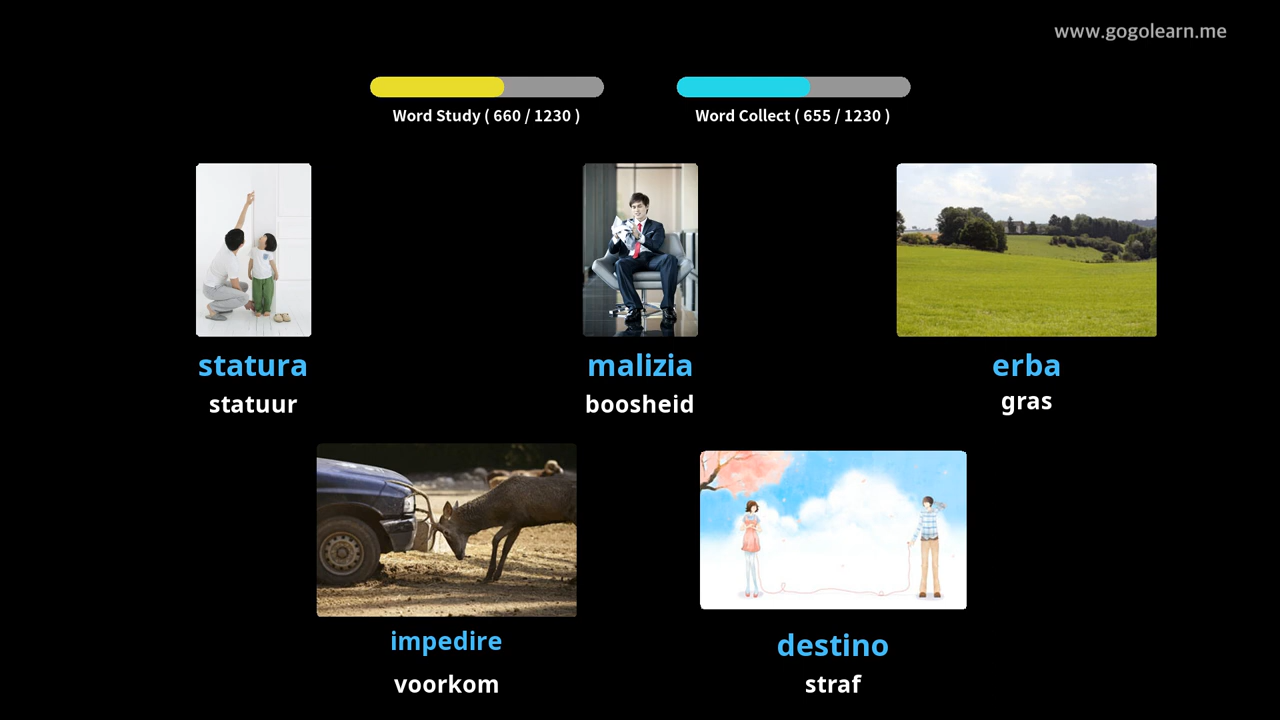 www.gogolearn.me
Word Study ( 660 / 1230 )
Word Collect ( 655 / 1230 )
statura
statuur
malizia
boosheid
erba
gras
impedire
voorkom
destino
straf